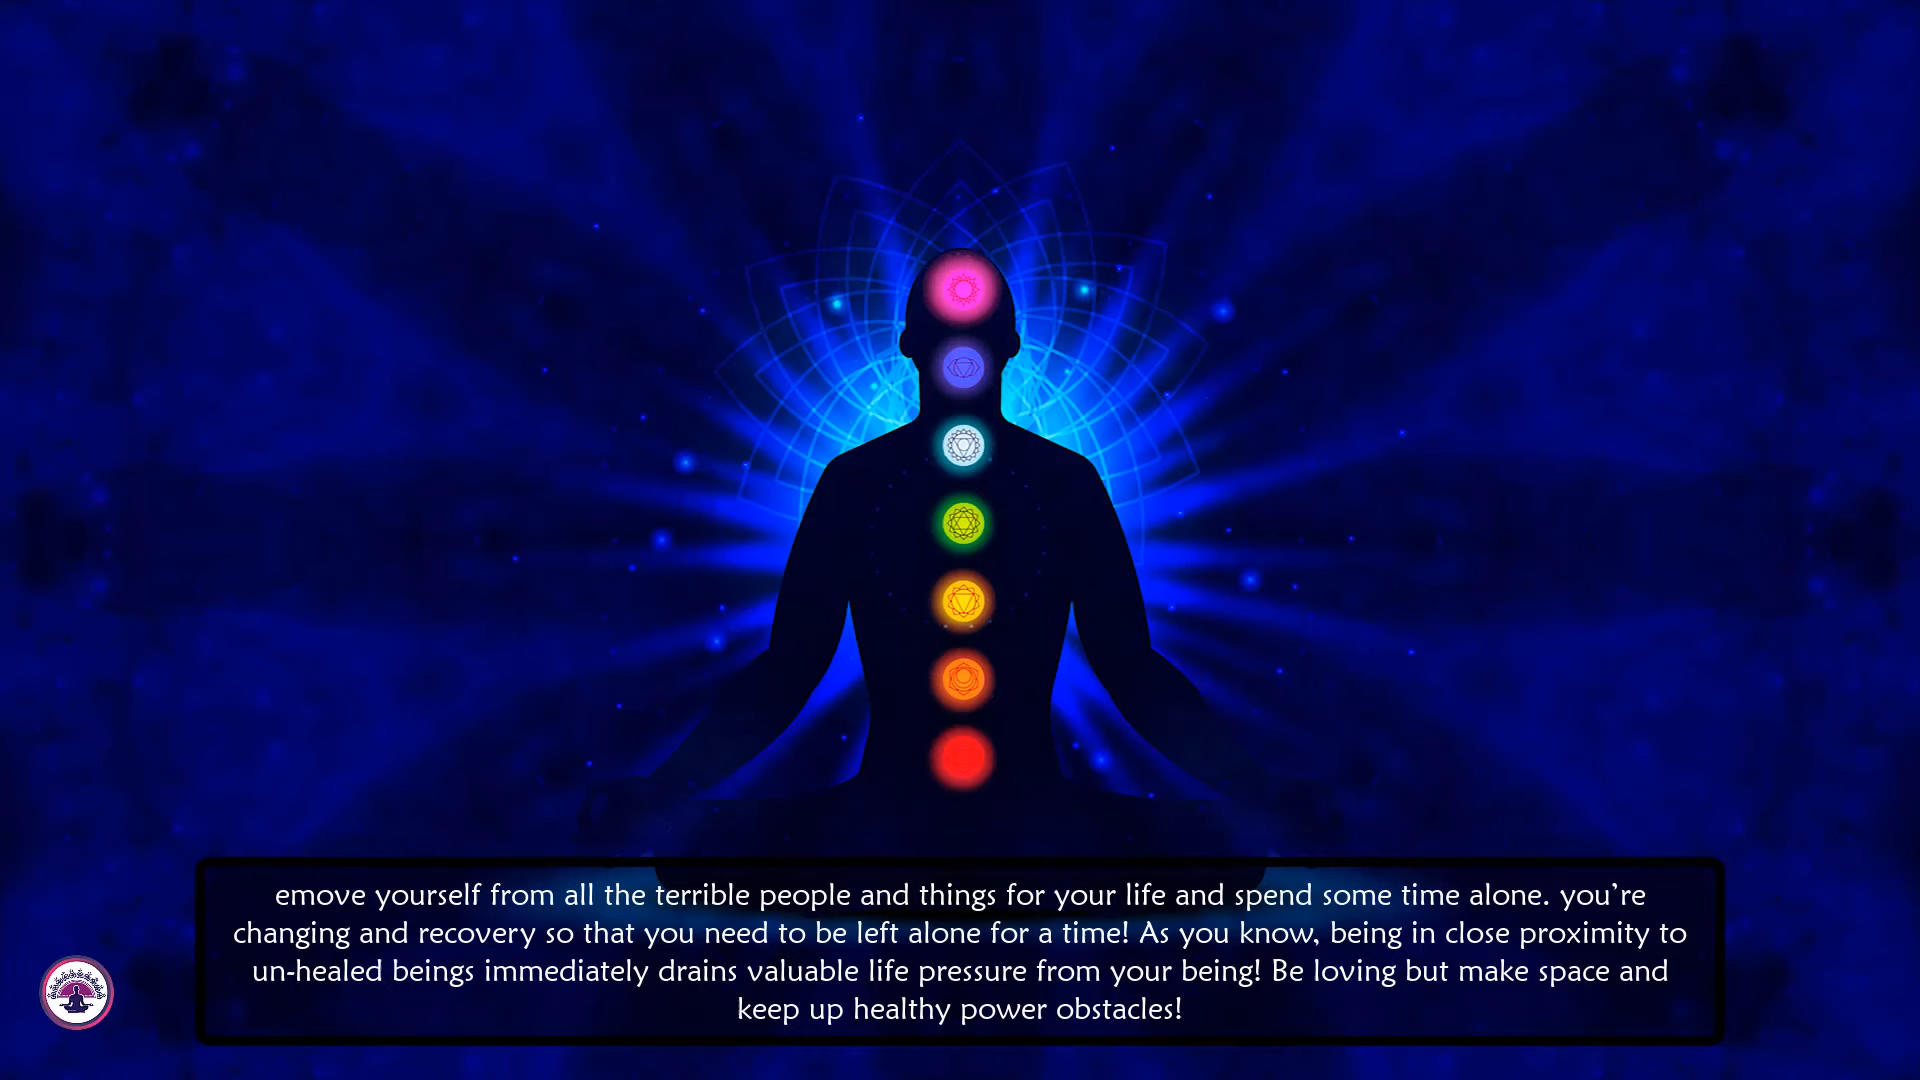 emove yourself from all the terrible people and things for your life and spend some time alone. you're
changing and recovery so that you need to be left alone for a time! As you know, being in close proximity to
un-healed beings immediately drains valuable life pressure from your being! Be loving but make space and
keep up healthy power obstacles!